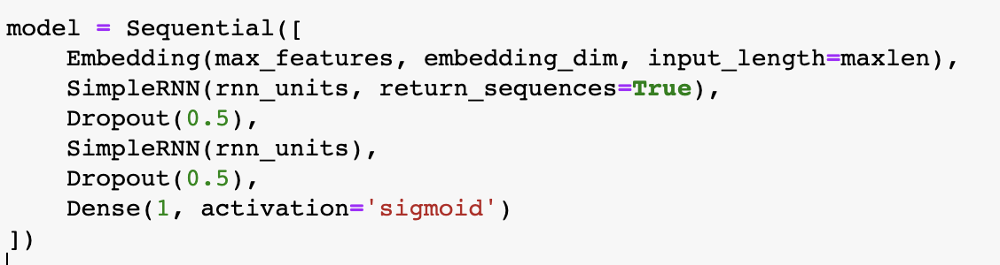 model = Sequential([
    Embedding(max_features, embedding_dim, input_length=maxlen),
    SimpleRNN(rnn_units, return_sequences=True),
    Dropout(0.5),
    SimpleRNN(rnn_units),
    Dropout(0.5),
    Dense(1, activation='sigmoid')
])